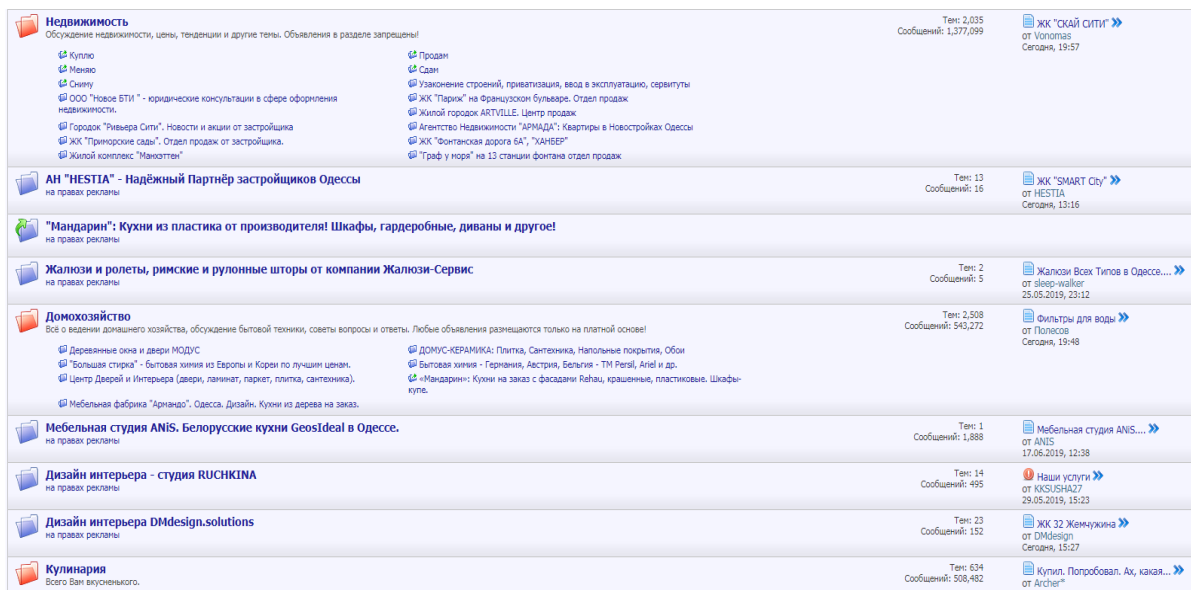 Недвижимость
Обсуждение недвижимости, цены, тенденции и другие темы. Объявления в разделе запрещены!
Тем: 2,035
Сообщений: 1,377,099
ЖК "СКАЙ СИТИ"
от Vonomas
Сегодня, 19:57
Куплю
Продам
Меняю
Сдам
Сниму
Узаконение строений, приватизация, ввод в эксплуатацию, сервитуты
ООО "Новое БТИ " - юридические консультации в сфере оформления
недвижимости.
ЖК "Париж" на Французском бульваре. Отдел продаж
Жилой городок ARTVILLE. Центр продаж
Городок "Ривьера Сити". Новости и акции от застройщика
Агентство Недвижимости "АРМАДА": Квартиры в Новостройках Одессы
ЖК "Приморские сады". Отдел продаж от застройщика.
ЖК "Фонтанская дорога 6А", "ХАНБЕР"
Жилой комплекс "Манхэттен"
"Граф у моря" на 13 станции фонтана отдел продаж
АН "HESTIA" - Надёжный Партнёр застройщиков Одессы
на правах рекламы
Тем: 13
Сообщений: 16
ЖК "SMART City"
от HESTIA
Сегодня, 13:16
"Мандарин": Кухни из пластика от производителя! Шкафы, гардеробные, диваны и другое!
на правах рекламы
Жалюзи и ролеты, римские и рулонные шторы от компании Жалюзи-Сервис
на правах рекламы
Тем: 2
Сообщений: 5
Жалюзи Всех Типов в Одессе....
от sleep-walker
25.05.2019, 23:12
Домохозяйство
Всё о ведении домашнего хозяйства, обсуждение бытовой техники, советы вопросы и ответы. Любые объявления размещаются только на платной основе!
Тем: 2,508
Сообщений: 543,272
Фильтры для воды
от Полесов
Сегодня, 19:48
Деревянные окна и двери МОДУС
ДОМУС-КЕРАМИКА: Плитка, Сантехника, Напольные покрытия, Обои
"Большая стирка" - бытовая химия из Европы и Кореи по лучшим ценам.
Бытовая химия - Германия, Австрия, Бельгия - ТМ Persil, Ariel и др.
Центр Дверей и Интерьера (двери, ламинат, паркет, плитка, сантехника).
«Мандарин»: Кухни на заказ с фасадами Rehau, крашенные, пластиковые. Шкафы-
купе.
Мебельная фабрика "Армандо". Одесса. Дизайн. Кухни из дерева на заказ.
Мебельная студия ANiS. Белорусские кухни GeosIdeal в Одессе.
на правах рекламы
Тем: 1
Сообщений: 1,888
Мебельная студия ANiS....
от ANIS
17.06.2019, 12:38
Дизайн интерьера - студия RUCHKINA
на правах рекламы
Тем: 14
Сообщений: 495
Наши услуги
от KKSUSHA27
29.05.2019, 15:23
Дизайн интерьера DMdesign.solutions
на правах рекламы
Тем: 23
Сообщений: 152
ЖК 32 Жемчужина
от DMdesign
Сегодня, 15:27
Кулинария
Всего Вам вкусненького.
Тем: 634
Сообщений: 508,482
Купил. Попробовал. Ах, какая...
от Archer*